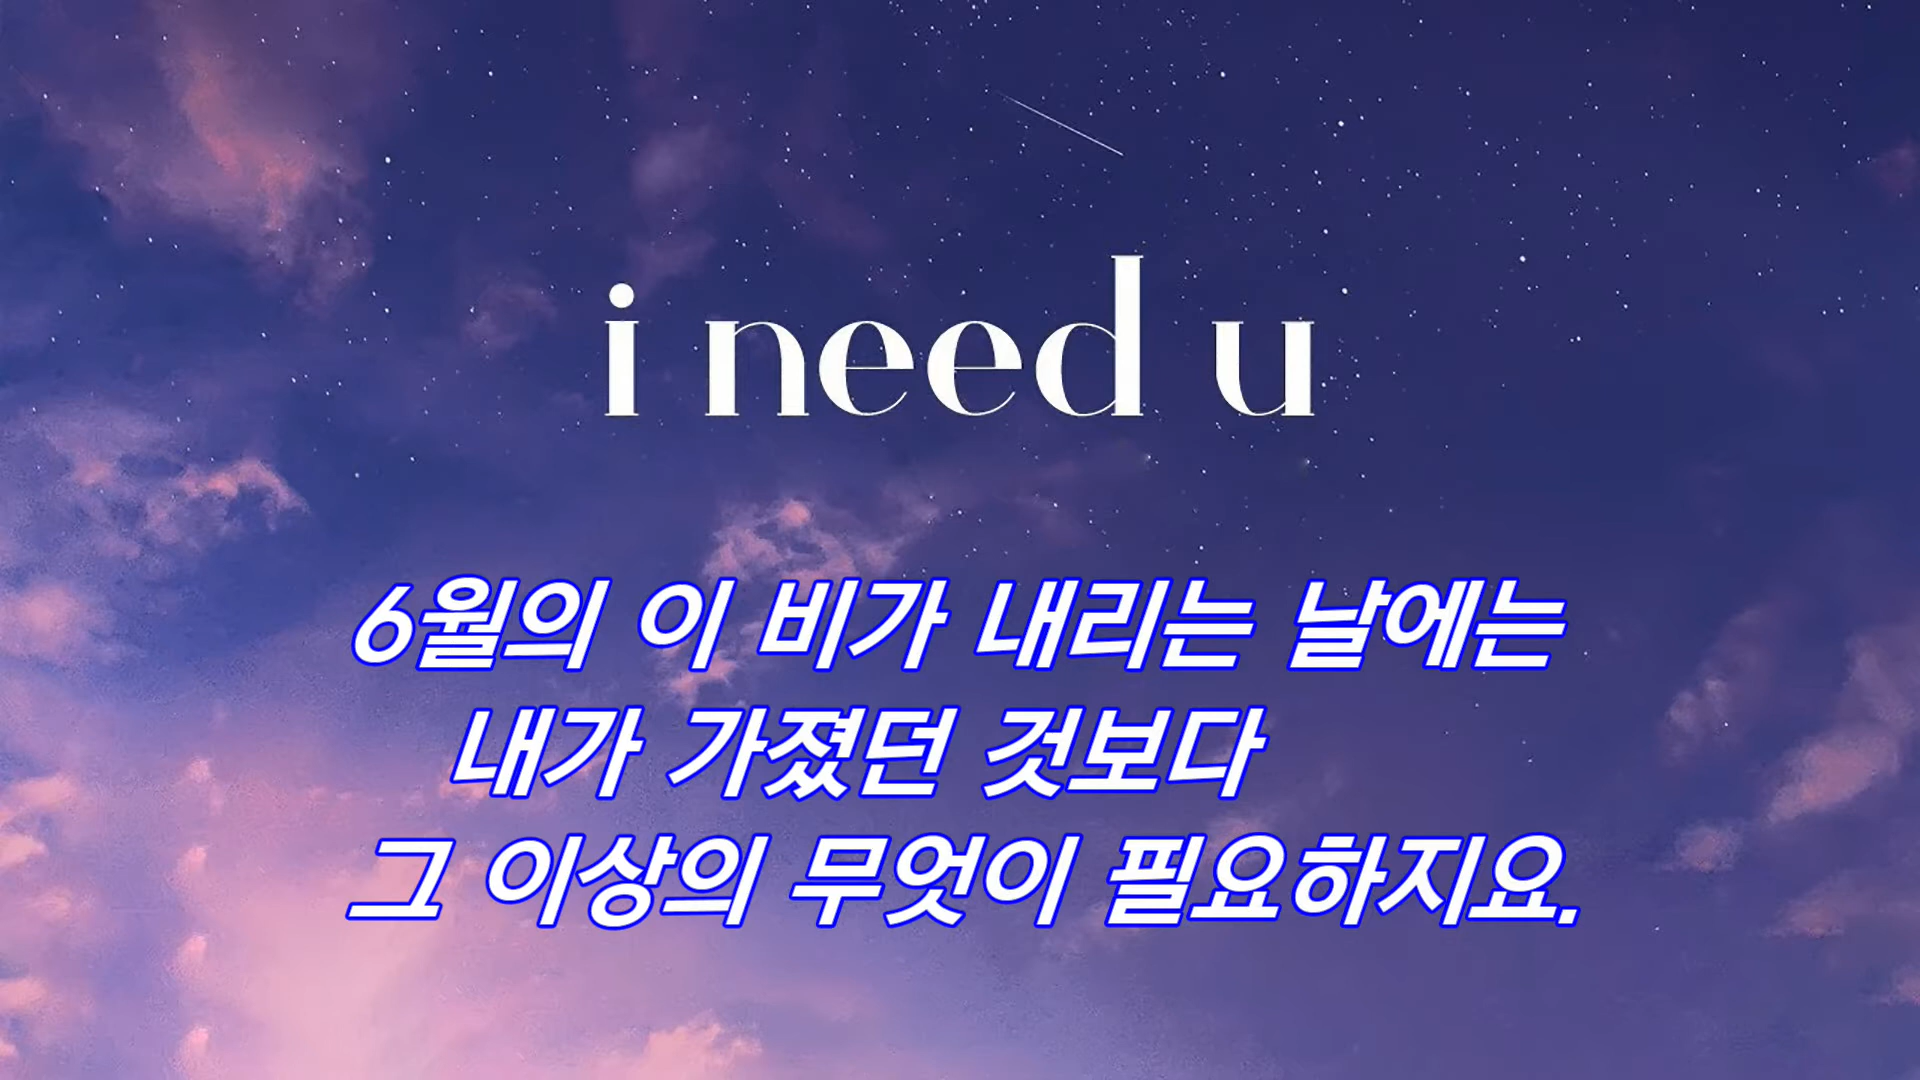 i need u
6월의 이 비가 내리는 날에는
내가 가졌던 것보다
그 이상의 무엇이 필요하지요.